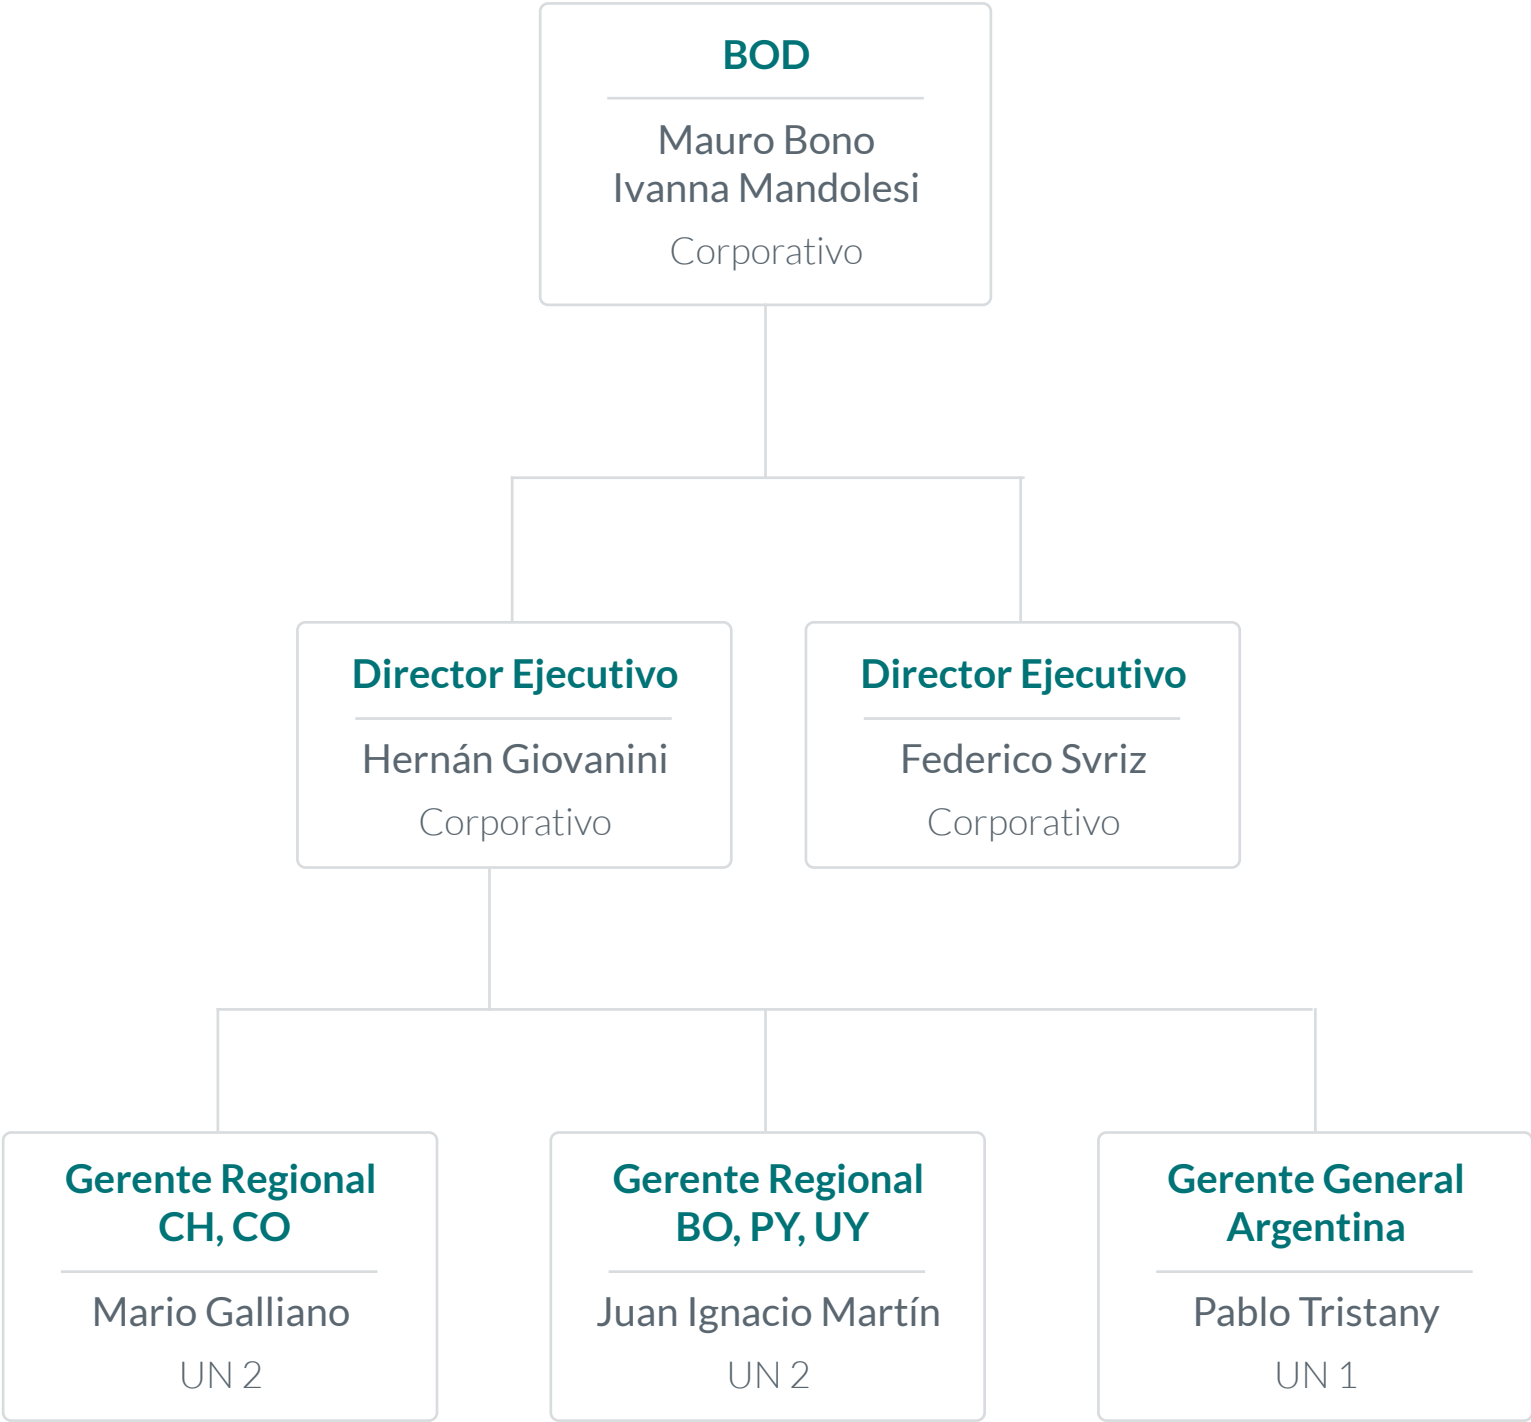 BOD
Mauro Bono
Ivanna Mandolesi
Corporativo
Director Ejecutivo
Hernán Giovanini
Corporativo
Director Ejecutivo
Federico Svriz
Corporativo
Gerente Regional
CH, CO
Mario Galliano
UN 2
Gerente Regional
BO, PY, UY
Juan Ignacio Martín
UN 2
Gerente General
Argentina
Pablo Tristany
UN 1